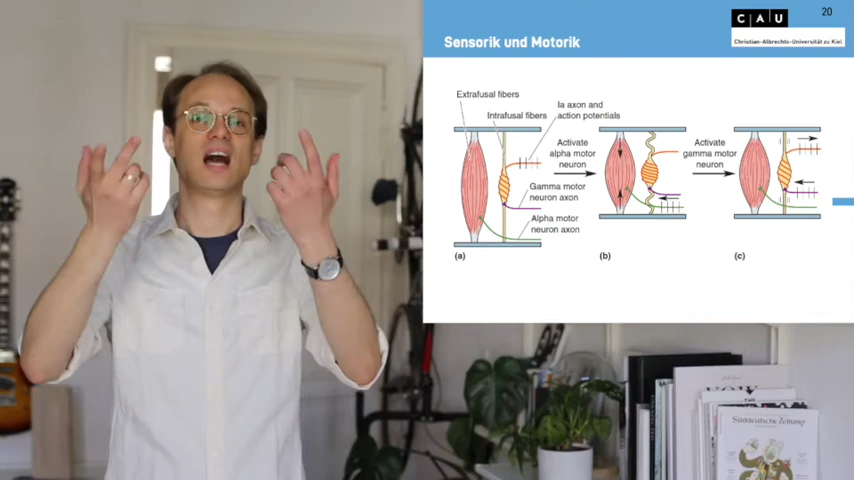 20
CAU
Christian-Albrechts-Universität zu Kiel
Sensorik und Motorik
Extrafusal fibers
Intrafusal fibers
Ia axon and
action potentials
Activate
alpha motor
neuron
Activate
gamma motor
neuron
Gamma motor
neuron axon
Alpha motor
neuron axon
(a)
(b)
(c)
Süddeutsche Zeitung